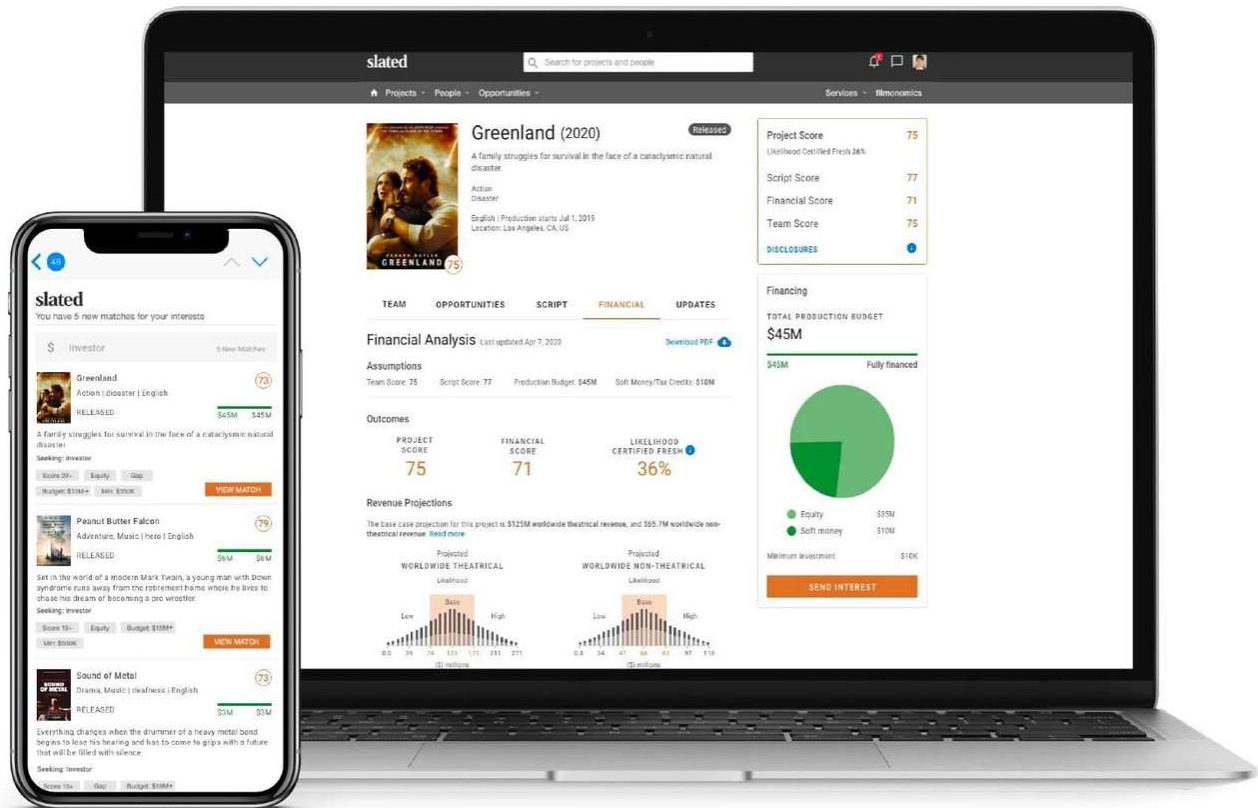 slated
Search for projects and people
Projects People Opportunities
Services filmonomics
GREENLAND
75
Greenland (2020)
Released
A family struggles for survival in the face of a cataclysmic natural
disaster.
Action
Disaster
English | Production starts Jul 1, 2019
Location: Los Angeles, CA, US
Project Score 75
Likelihood Certified Fresh 36%
Script Score 77
Financial Score 71
Team Score 75
DISCLOSURES
TEAM OPPORTUNITIES SCRIPT FINANCIAL UPDATES
Financial Analysis Last updated Apr 7, 2020
Download PDF
Assumptions
Team Score: 75 Script Score: 77 Production Budget: $45M Soft Money/Tax Credits: $10M
Outcomes
PROJECT
SCORE
75
FINANCIAL
SCORE
71
LIKELIHOOD
CERTIFIED FRESH
36%
Revenue Projections
The base case projection for this project is $125M worldwide theatrical revenue, and $65.7M worldwide non-
theatrical revenue. Read more
Projected
WORLDWIDE THEATRICAL
Likelihood
Base
Low High
($) millions
Projected
WORLDWIDE NON-THEATRICAL
Likelihood
Base
Low High
($) millions
Financing
TOTAL PRODUCTION BUDGET
$45M
$45M Fully financed
Equity $35M
Soft money $10M
Minimum investment: $10K
SEND INTEREST
48
slated
You have 5 new matches for your interests
$ Investor 5 New Matches
Greenland 73
Action | disaster | English
RELEASED $45M $45M
A family struggles for survival in the face of a cataclysmic natural
disaster.
Seeking: Investor
Equity Gap
VIEW MATCH
Peanut Butter Falcon 79
Adventure, Music | hero | English
RELEASED $6M $6M
Set in the world of a modern Mark Twain, a young man with Down
syndrome runs away from the retirement home where he lives to
chase his dream of becoming a pro wrestler.
Seeking: Investor
Equity
VIEW MATCH
SOUND
OF METAL
Sound of Metal 73
Drama, Music | deafness | English
RELEASED $3M $3M
Everything changes when the drummer of a heavy metal band
begins to lose his hearing and has to come to grips with a future
that will be filled with silence.
Seeking: Investor
Gap